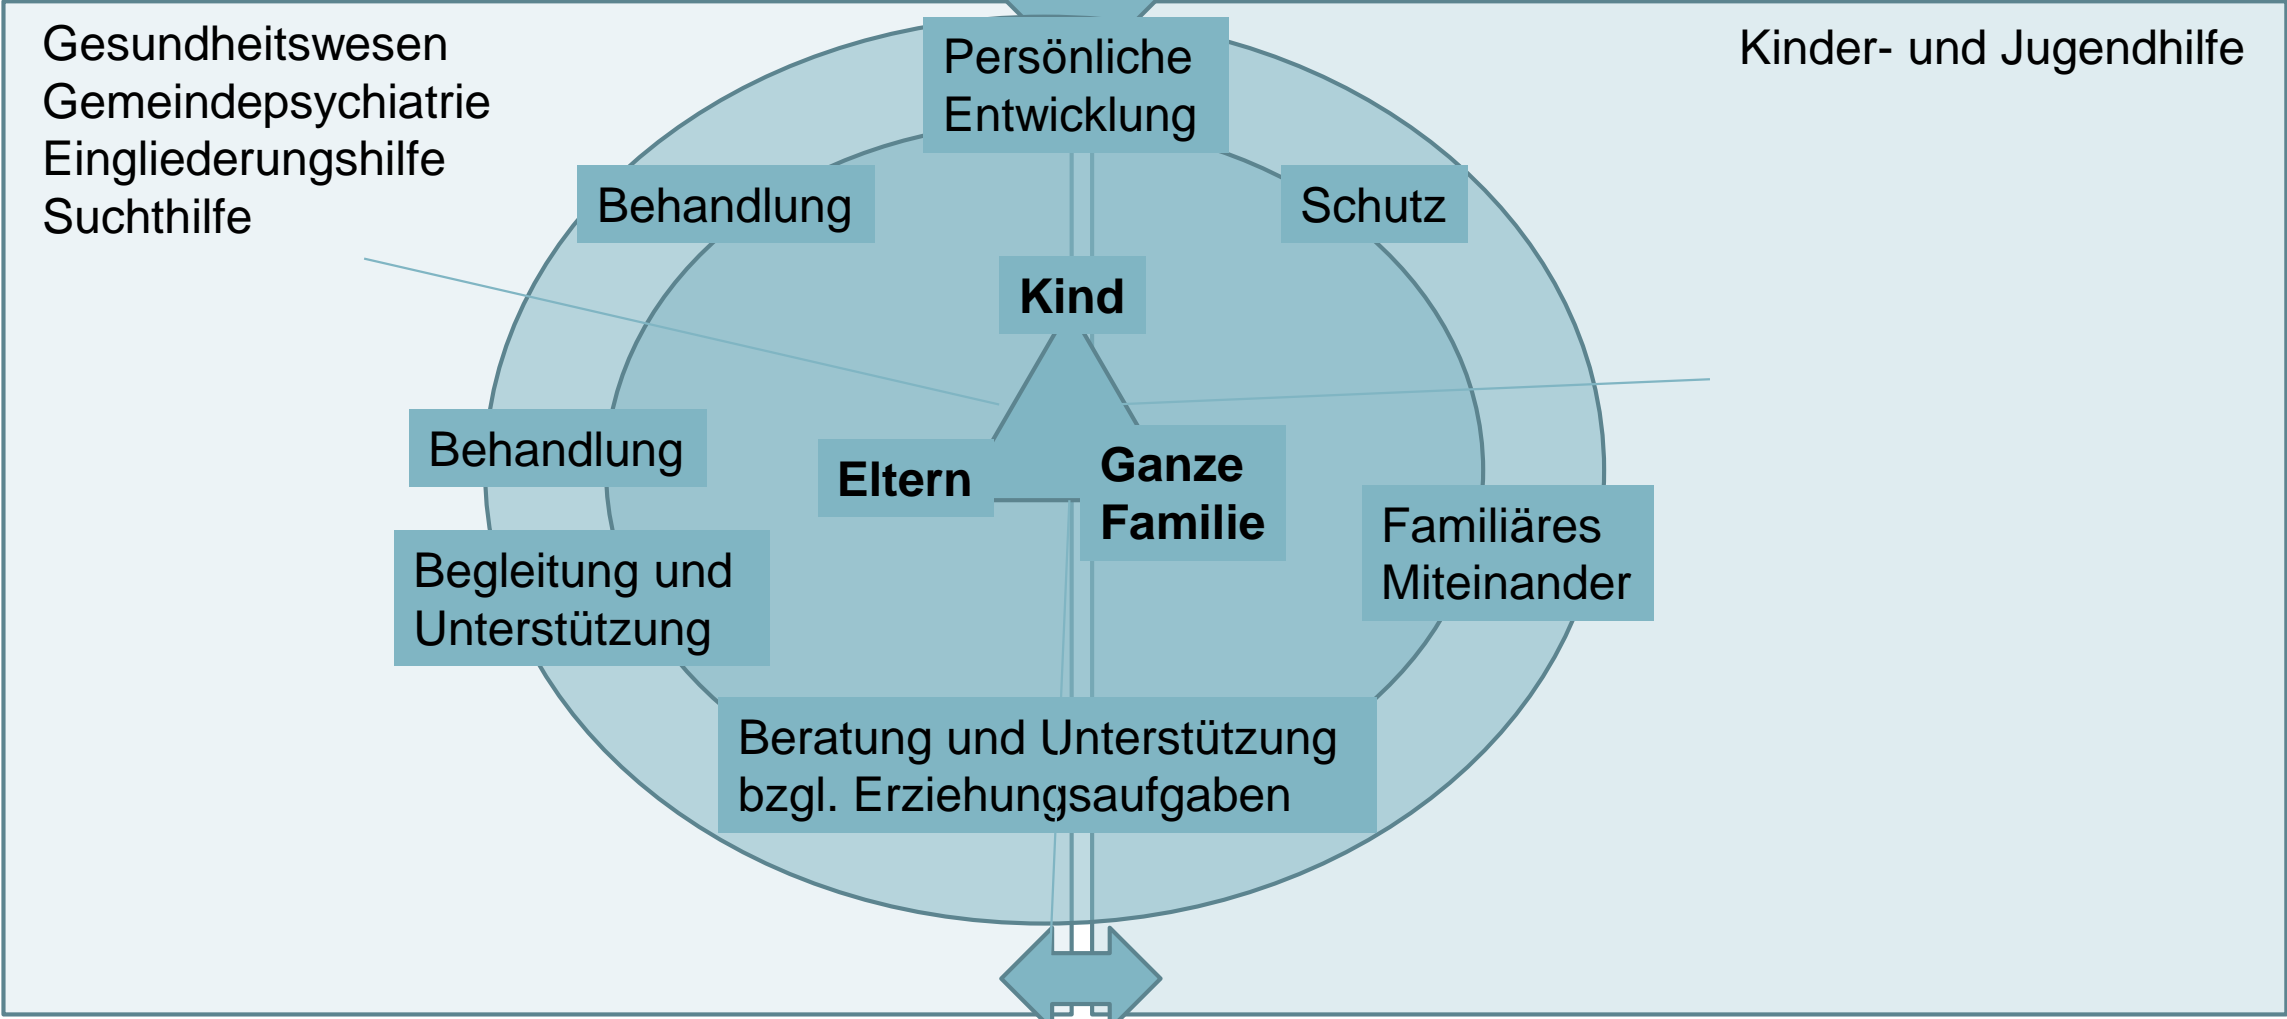 Gesundheitswesen
Gemeindepsychiatrie
Eingliederungshilfe
Suchthilfe
Kinder- und Jugendhilfe
Persönliche
Entwicklung
Behandlung
Schutz
Kind
Behandlung
Eltern
Ganze
Familie
Begleitung und
Unterstützung
Familiäres
Miteinander
Beratung und Unterstützung
bzgl. Erziehungsaufgaben